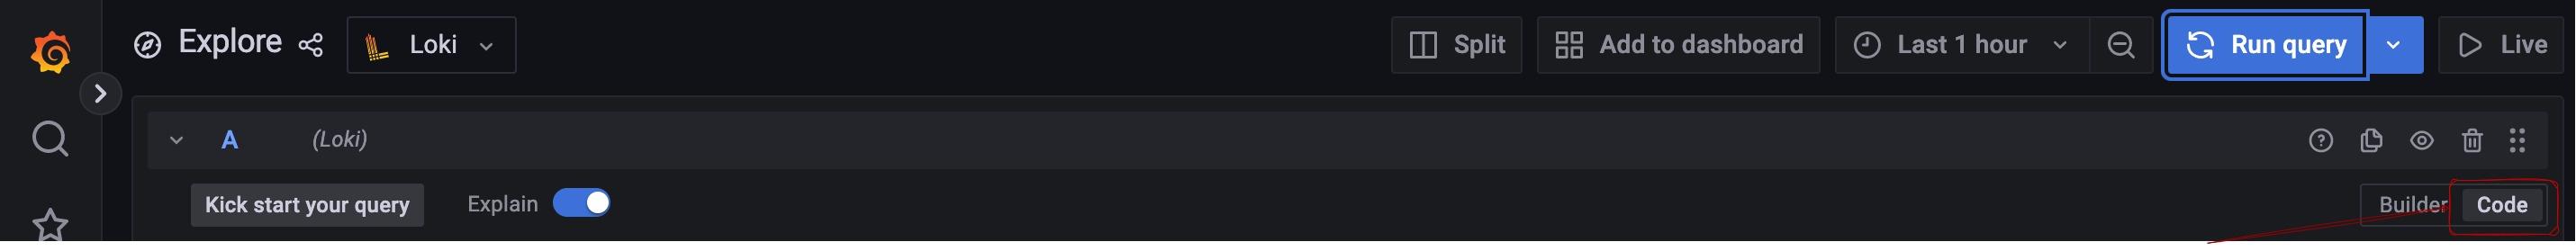 Explore Loki Split Add to dashboard Last 1 hour Run query Live
A (Loki)
Kick start your query Explain Builder Code